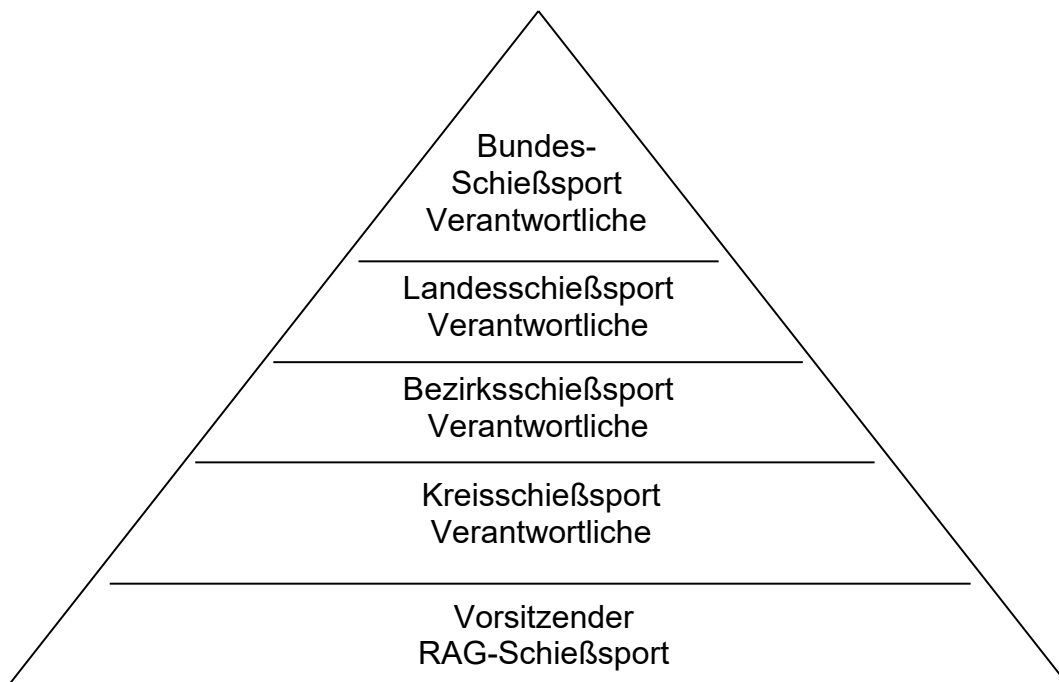 Bundes-
Schießsport
Verantwortliche
Landesschießsport
Verantwortliche
Bezirksschießsport
Verantwortliche
Kreisschießsport
Verantwortliche
Vorsitzender
RAG-Schießsport